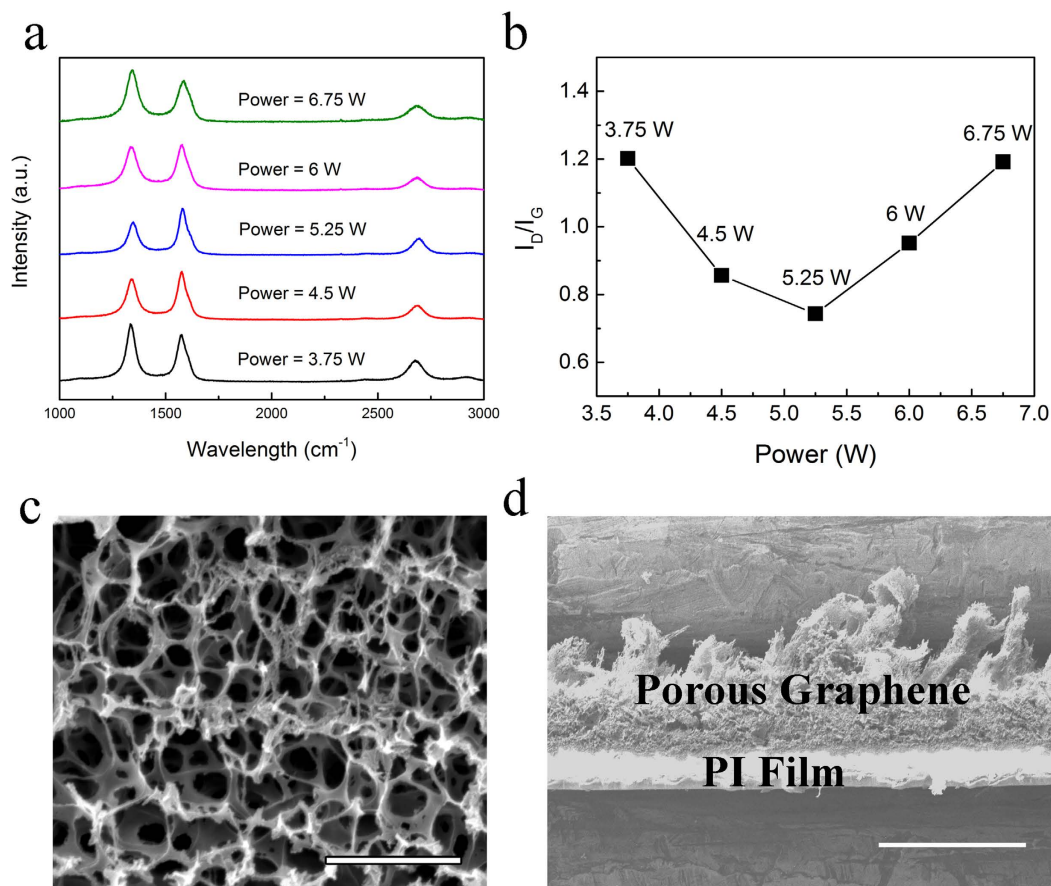 a
Power = 6.75 W
Power = 6 W
Power = 5.25 W
Power = 4.5 W
Power = 3.75 W
Intensity (a.u.)
1000 1500 2000 2500 3000
Wavelength (cm⁻¹)
b
1.4
1.2
1.0
0.8
0.6
I_D/I_G
3.75 W
4.5 W
5.25 W
6 W
6.75 W
3.5 4.0 4.5 5.0 5.5 6.0 6.5 7.0
Power (W)
c
d
Porous Graphene
PI Film